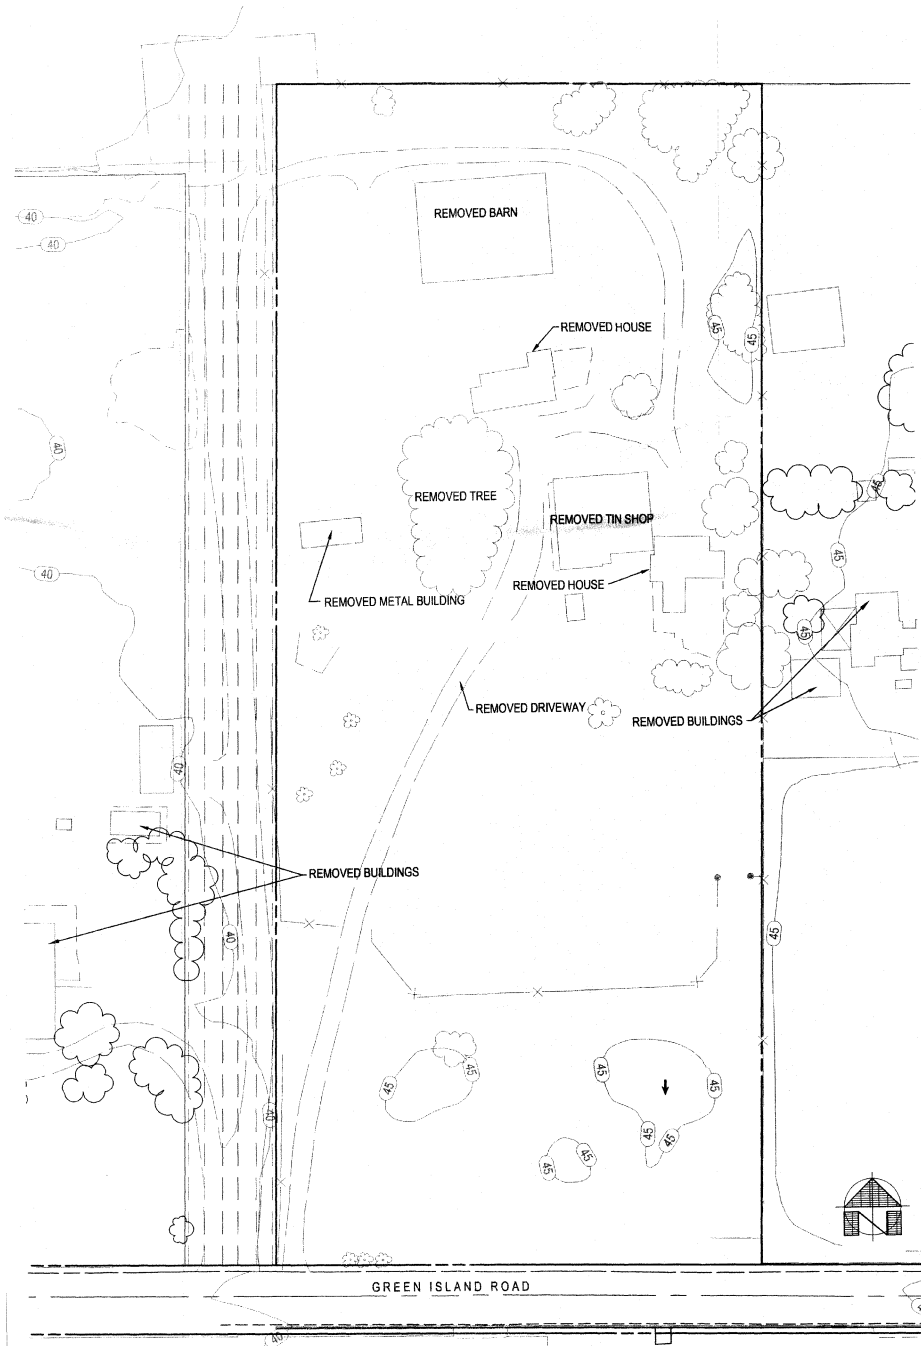 REMOVED BARN
40
40
REMOVED HOUSE
45
45
40
REMOVED TREE
45
REMOVED TIN SHOP
45
40
REMOVED HOUSE
REMOVED METAL BUILDING
45
REMOVED DRIVEWAY
REMOVED BUILDINGS
40
REMOVED BUILDINGS
40
45
45
45
45
45
40
45
45
45
45
N
GREEN ISLAND ROAD
40